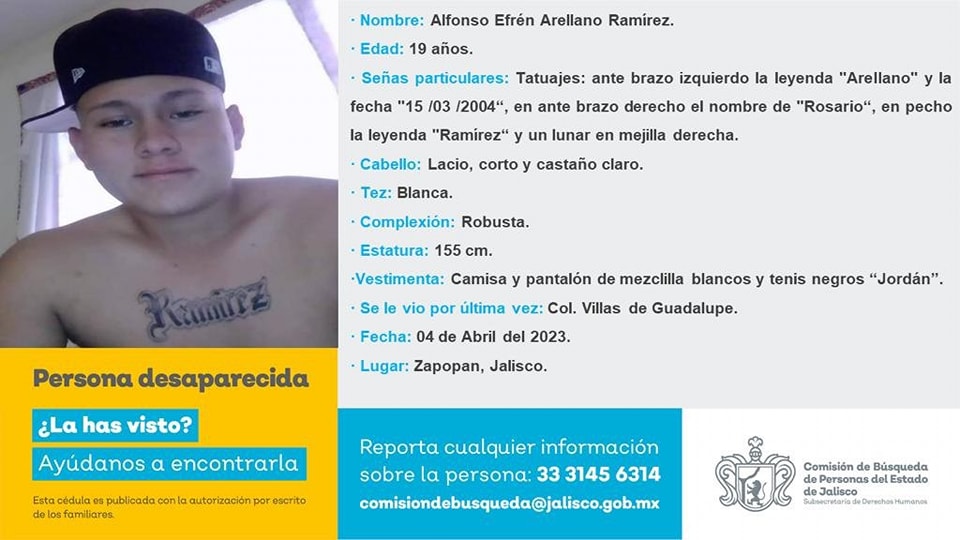 Ramírez
· Nombre: Alfonso Efrén Arellano Ramírez.
· Edad: 19 años.
· Señas particulares: Tatuajes: ante brazo izquierdo la leyenda "Arellano" y la
fecha "15 /03 /2004“, en ante brazo derecho el nombre de "Rosario“, en pecho
la leyenda "Ramírez“ y un lunar en mejilla derecha.
· Cabello: Lacio, corto y castaño claro.
· Tez: Blanca.
· Complexión: Robusta.
· Estatura: 155 cm.
·Vestimenta: Camisa y pantalón de mezclilla blancos y tenis negros “Jordán”.
· Se le vio por última vez: Col. Villas de Guadalupe.
· Fecha: 04 de Abril del 2023.
· Lugar: Zapopan, Jalisco.
Persona desaparecida
¿La has visto?
Ayúdanos a encontrarla
Esta cédula es publicada con la autorización por escrito
de los familiares.
Reporta cualquier información
sobre la persona: 33 3145 6314
comisiondebusqueda@jalisco.gob.mx
Comisión de Búsqueda
de Personas del Estado
de Jalisco
Subsecretaría de Derechos Humanos